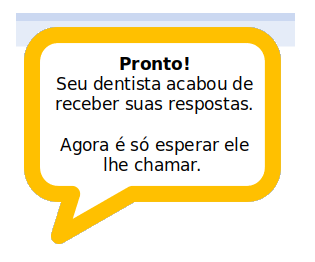 Pronto!
Seu dentista acabou de
receber suas respostas.
Agora é só esperar ele
lhe chamar.